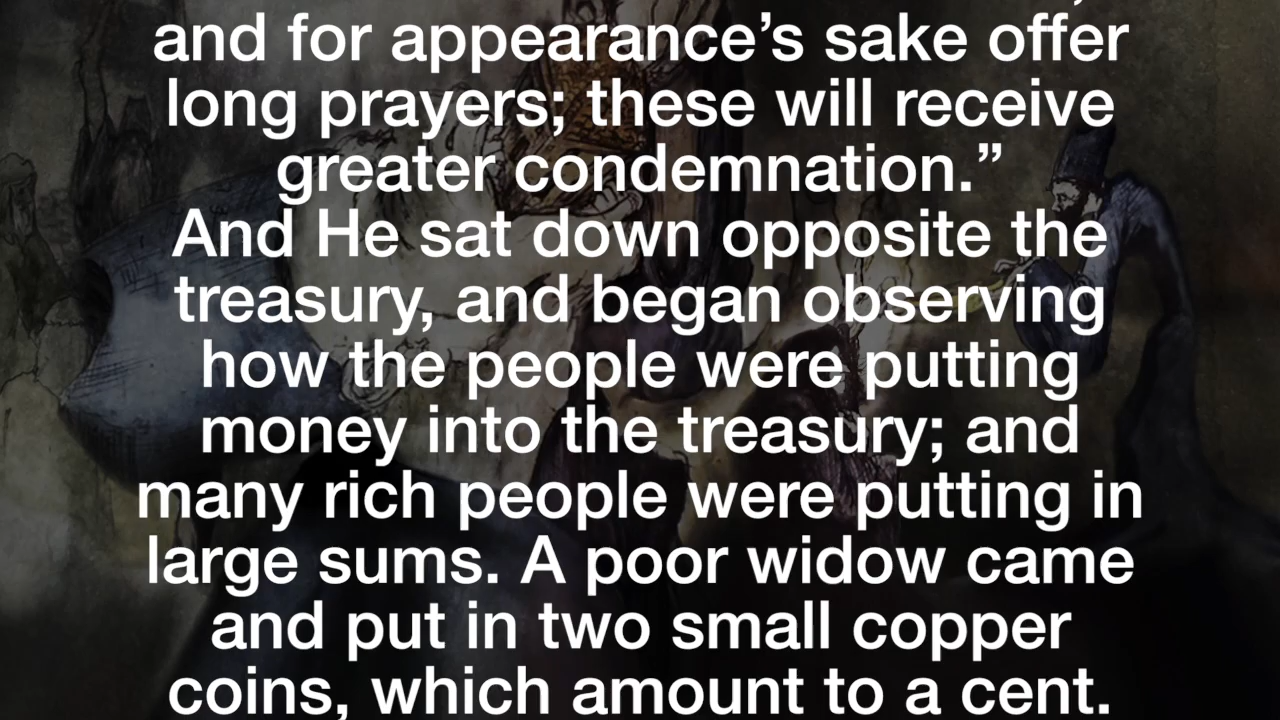 and for appearance’s sake offer
long prayers; these will receive
greater condemnation.”
And He sat down opposite the
treasury, and began observing
how the people were putting
money into the treasury; and
many rich people were putting in
large sums. A poor widow came
and put in two small copper
coins, which amount to a cent.